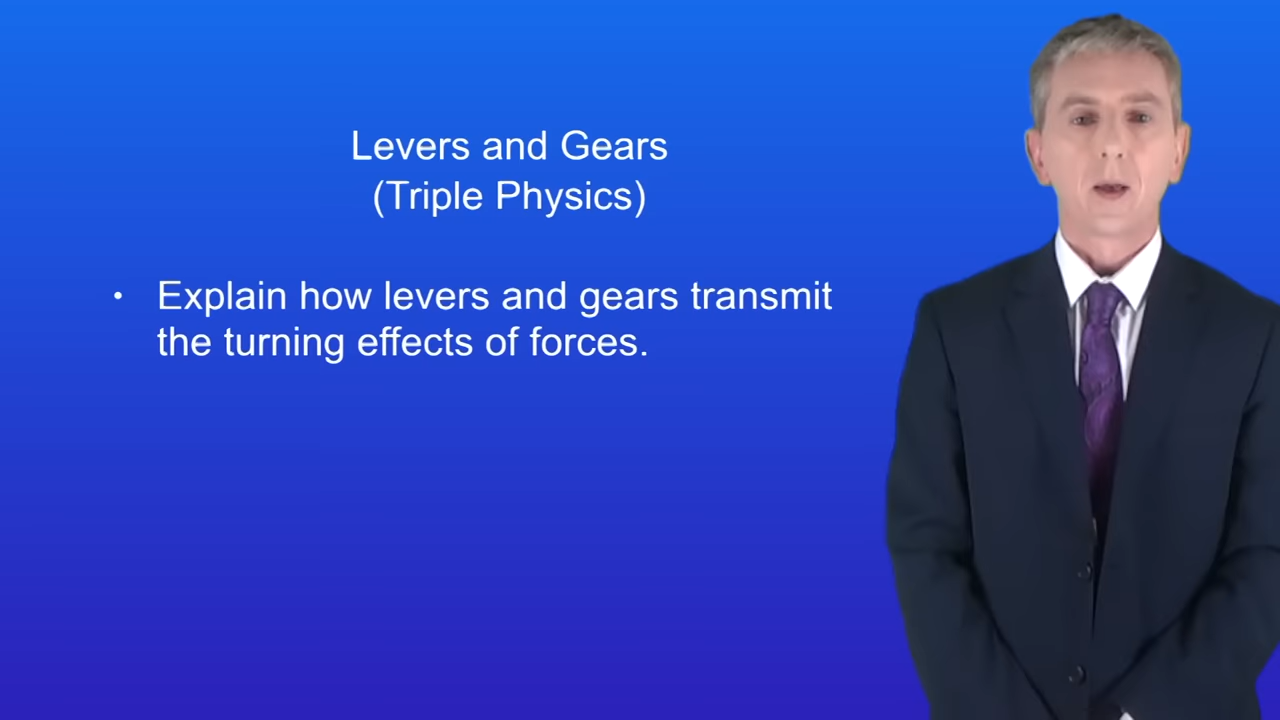 Levers and Gears
(Triple Physics)
· Explain how levers and gears transmit
the turning effects of forces.